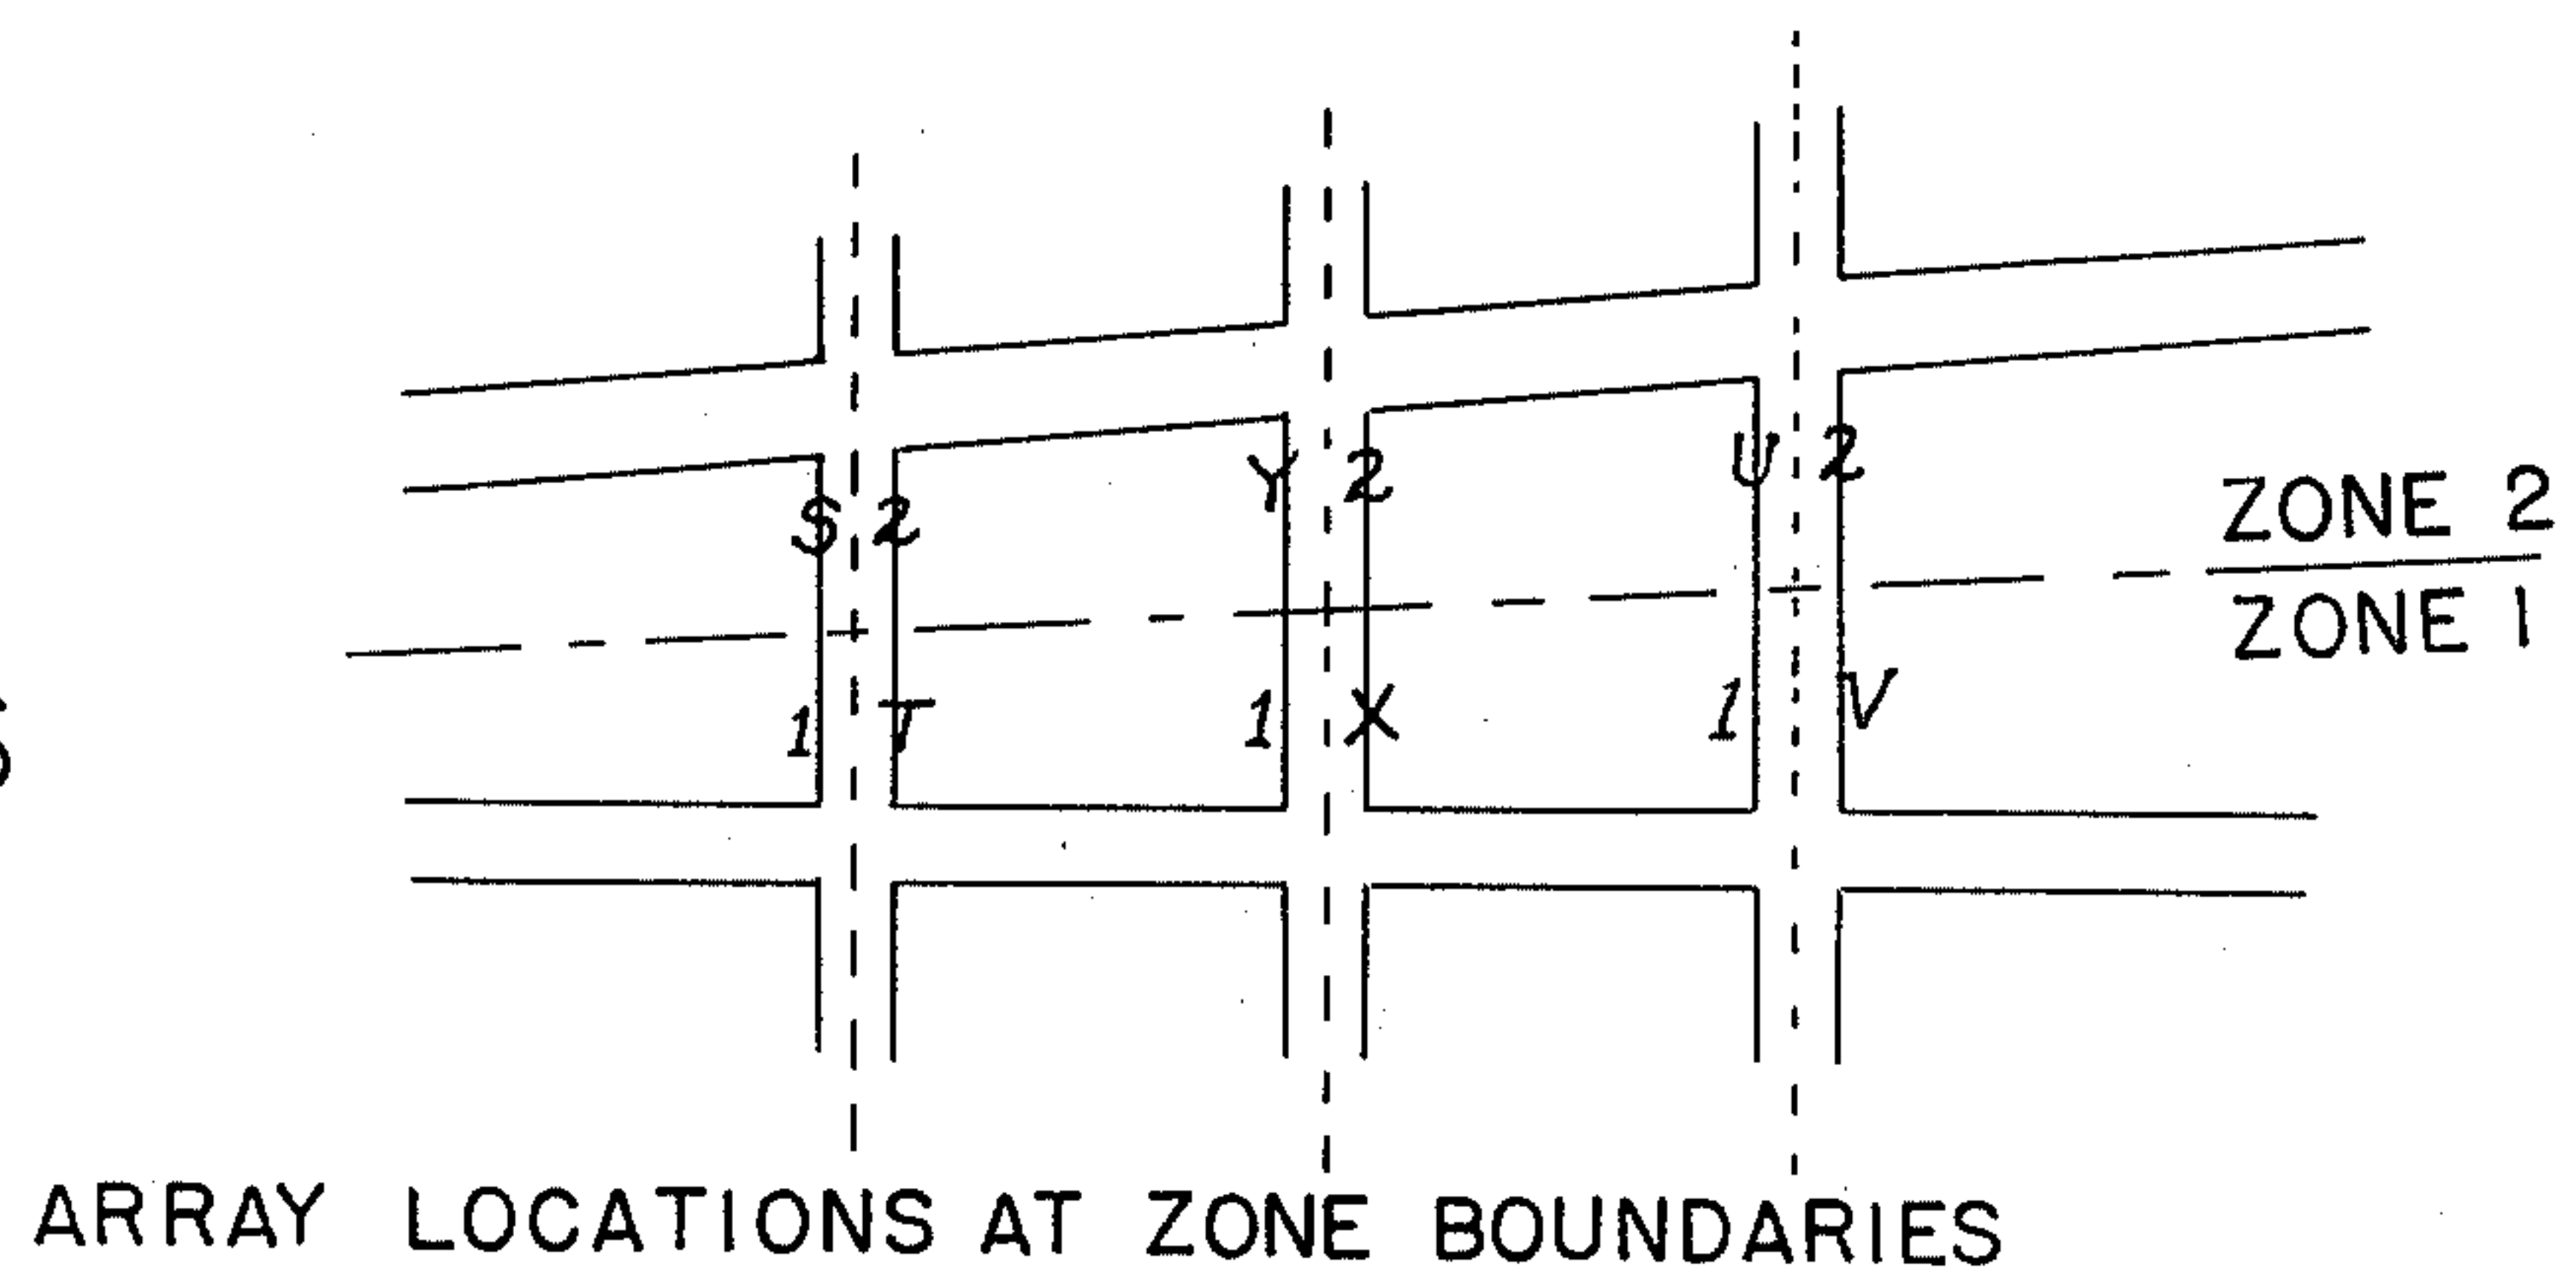 U 2
Y 2
S 2
ZONE 2
ZONE 1
1 V
1 X
1 T
ARRAY LOCATIONS AT ZONE BOUNDARIES